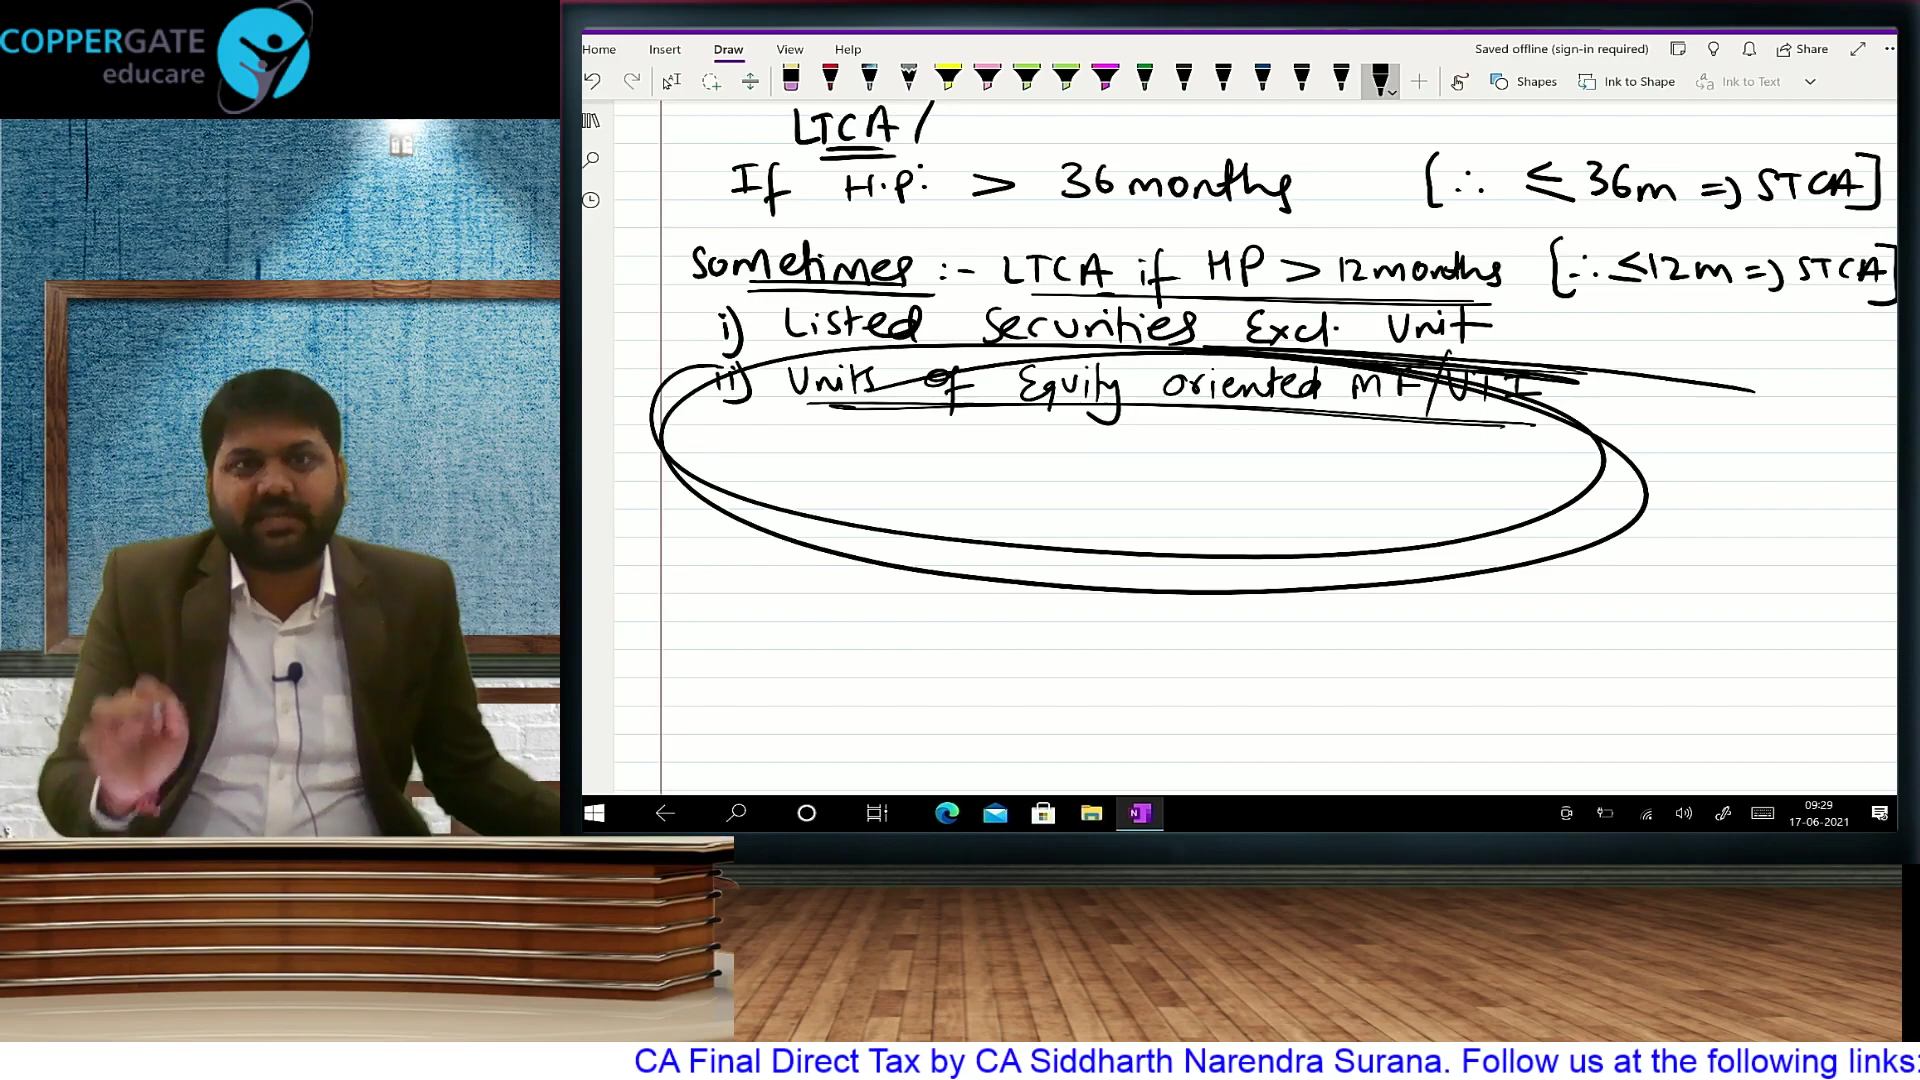 COPPERGATE
educare
Home Insert Draw View Help Saved offline (sign-in required) Share
Shapes Ink to Shape Ink to Text
LTCA /
If H.P: > 36 months [∴ ≤ 36m => STCA]
Sometimes :- LTCA if HP > 12 months [∴ ≤ 12m => STCA]
i) Listed Securities Excl. Unit
ii) Units of Equity oriented MF/UTI
09:29
17-06-2021
CA Final Direct Tax by CA Siddharth Narendra Surana. Follow us at the following links: